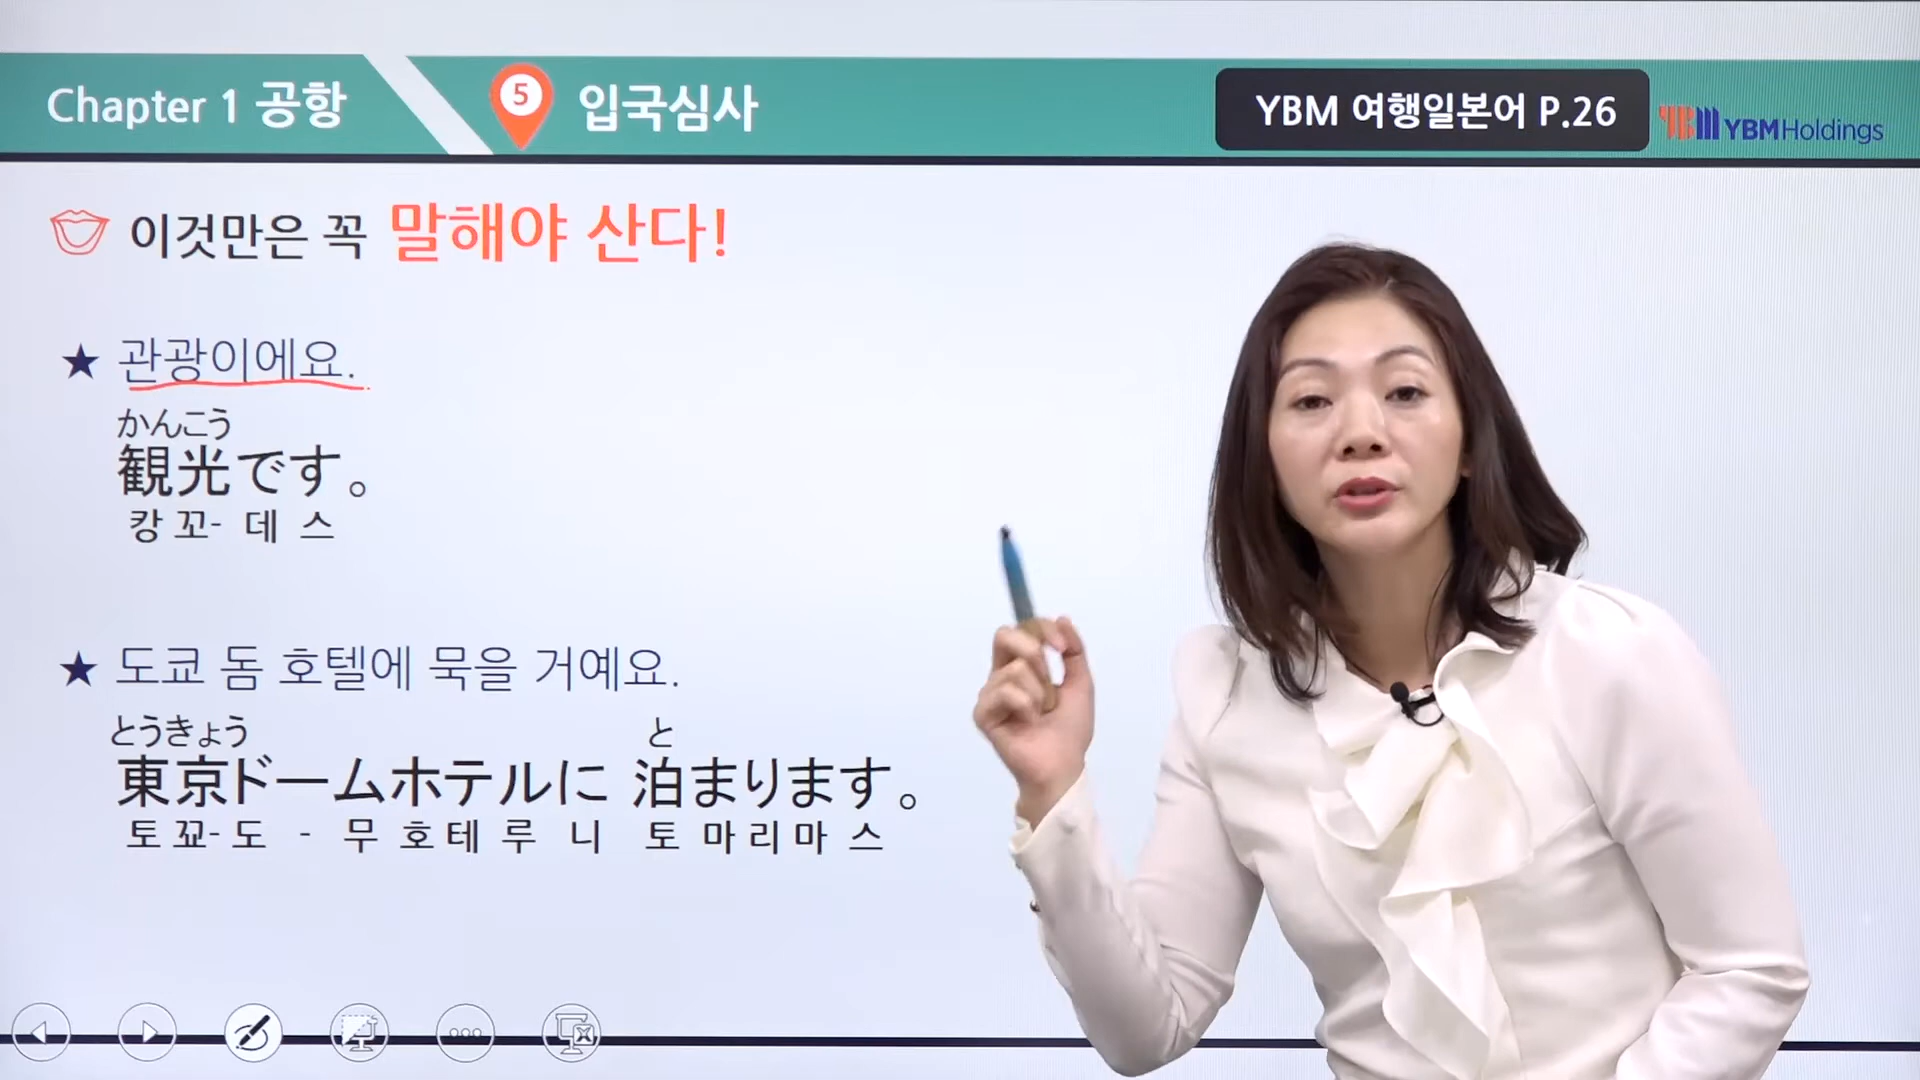 Chapter 1 공항
5 입국심사
YBM 여행일본어 P.26
YBM YBMHoldings
이것만은 꼭 말해야 산다!
★ 관광이에요.
かんこう
観光です。
캉 꼬- 데 스
★ 도쿄 돔 호텔에 묵을 거예요.
とうきょう と
東京ドームホテルに 泊まります。
토 꾜- 도 - 무 호 테 루 니 토 마 리 마 스